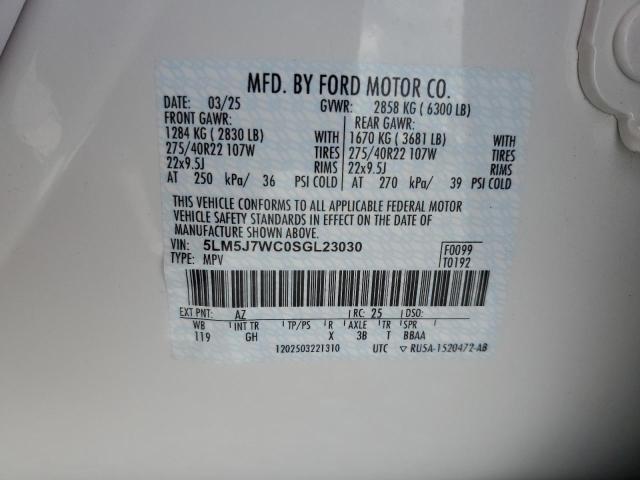 MFD. BY FORD MOTOR CO.
DATE: 03/25 GVWR: 2858 KG ( 6300 LB)
FRONT GAWR: REAR GAWR:
1284 KG ( 2830 LB) WITH 1670 KG ( 3681 LB) WITH
275/40R22 107W TIRES 275/40R22 107W TIRES
22x9.5J RIMS 22x9.5J RIMS
AT 250 kPa/ 36 PSI COLD AT 270 kPa/ 39 PSI COLD
THIS VEHICLE CONFORMS TO ALL APPLICABLE FEDERAL MOTOR
VEHICLE SAFETY STANDARDS IN EFFECT ON THE DATE OF
MANUFACTURE SHOWN ABOVE.
VIN: 5LM5J7WC0SGL23030 F0099
TYPE: MPV T0192
EXT PNT: AZ RC: 25 DSO:
WB INT TR TP/PS R AXLE TR SPR
119 GH X 3B T BBAA
1202503221310 UTC ▽ RU5A-1520472-AB